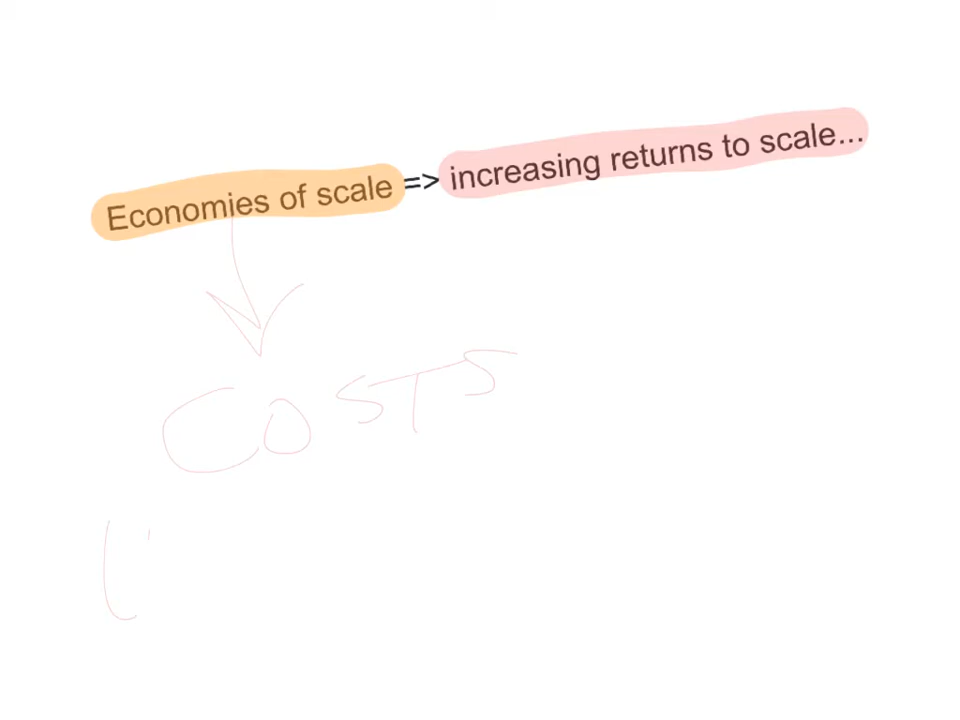 Economies of scale => increasing returns to scale...
COSTS